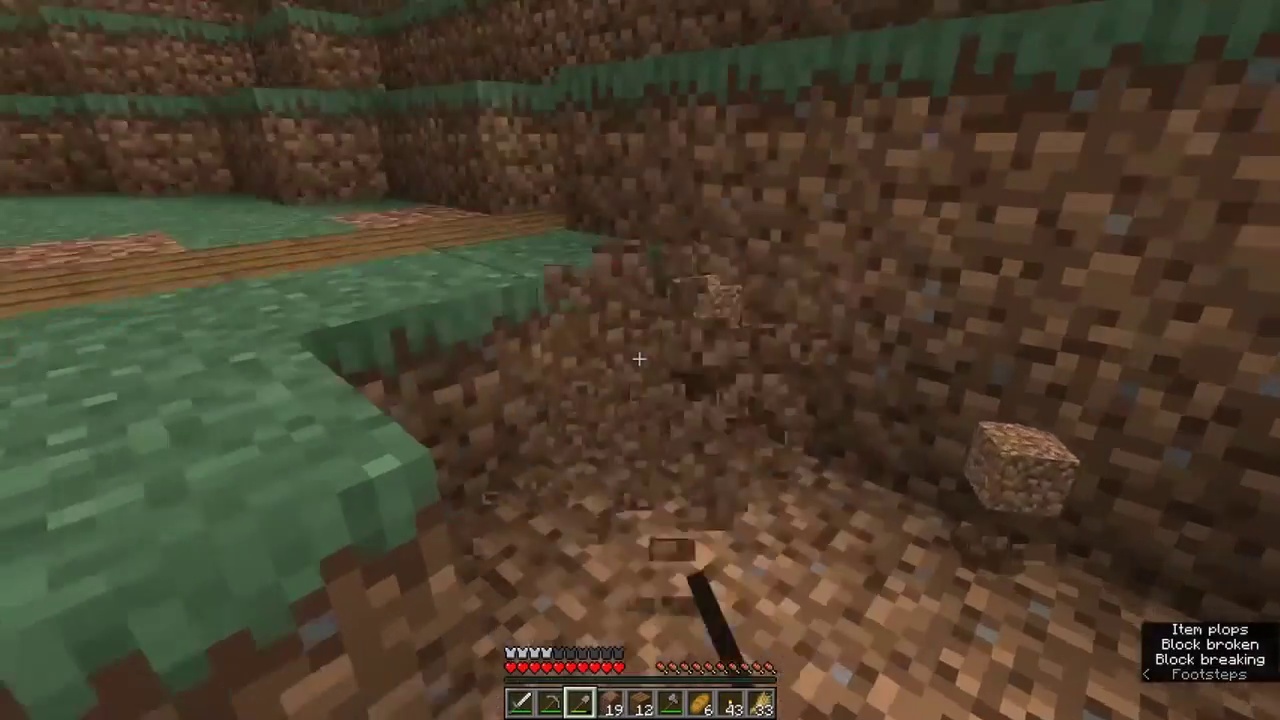 Item plops
Block broken
Block breaking
< Footsteps
19 12 6 43 33